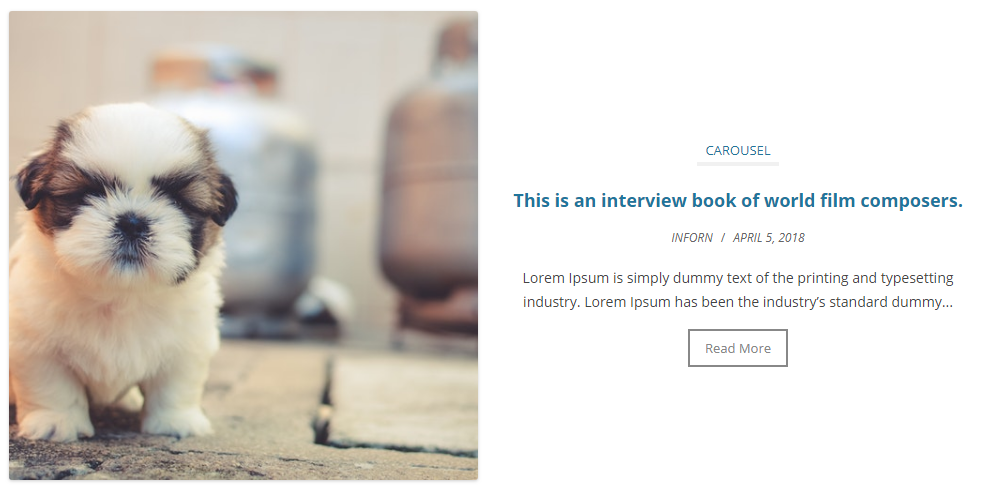 CAROUSEL
This is an interview book of world film composers.
INFORN / APRIL 5, 2018
Lorem Ipsum is simply dummy text of the printing and typesetting
industry. Lorem Ipsum has been the industry’s standard dummy...
Read More